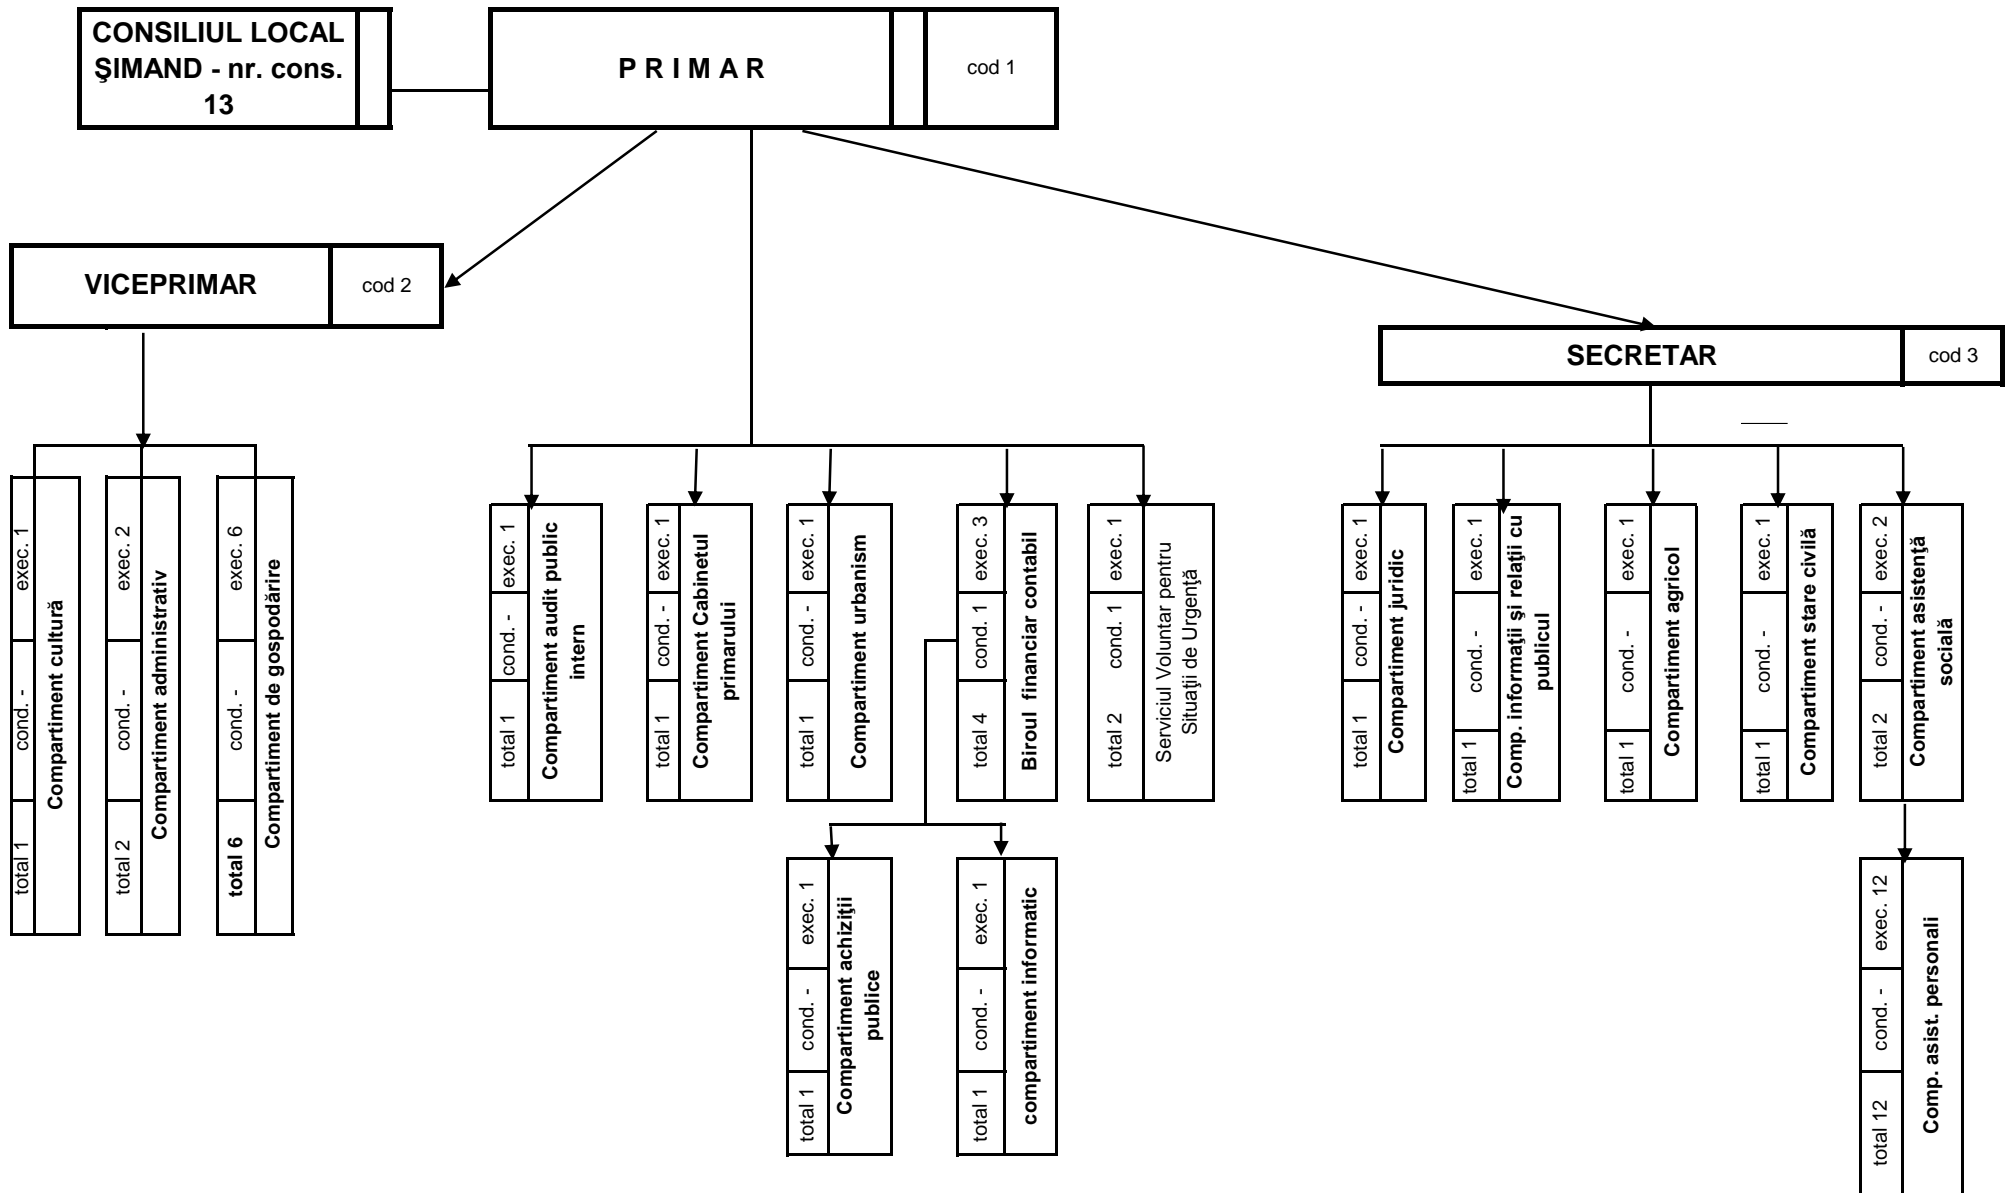 CONSILIUL LOCAL
ŞIMAND - nr. cons.
13
P R I M A R
cod 1
VICEPRIMAR
cod 2
SECRETAR
cod 3
total 1
cond. -
exec. 1
Compartiment cultură
total 2
cond. -
exec. 2
Compartiment administrativ
total 6
cond. -
exec. 6
Compartiment de gospodărire
total 1
cond. -
exec. 1
Compartiment audit public
intern
total 1
cond. -
exec. 1
Compartiment Cabinetul
primarului
total 1
cond. -
exec. 1
Compartiment urbanism
total 4
cond. 1
exec. 3
Biroul financiar contabil
total 2
cond. 1
exec. 1
Serviciul Voluntar pentru
Situaţii de Urgenţă
total 1
cond. -
exec. 1
Compartiment juridic
total 1
cond. -
exec. 1
Comp. informaţii şi relaţii cu
publicul
total 1
cond. -
exec. 1
Compartiment agricol
total 1
cond. -
exec. 1
Compartiment stare civilă
total 2
cond. -
exec. 2
Compartiment asistenţă
socială
total 1
cond. -
exec. 1
Compartiment achiziţii
publice
total 1
cond. -
exec. 1
compartiment informatic
total 12
cond. -
exec. 12
Comp. asist. personali